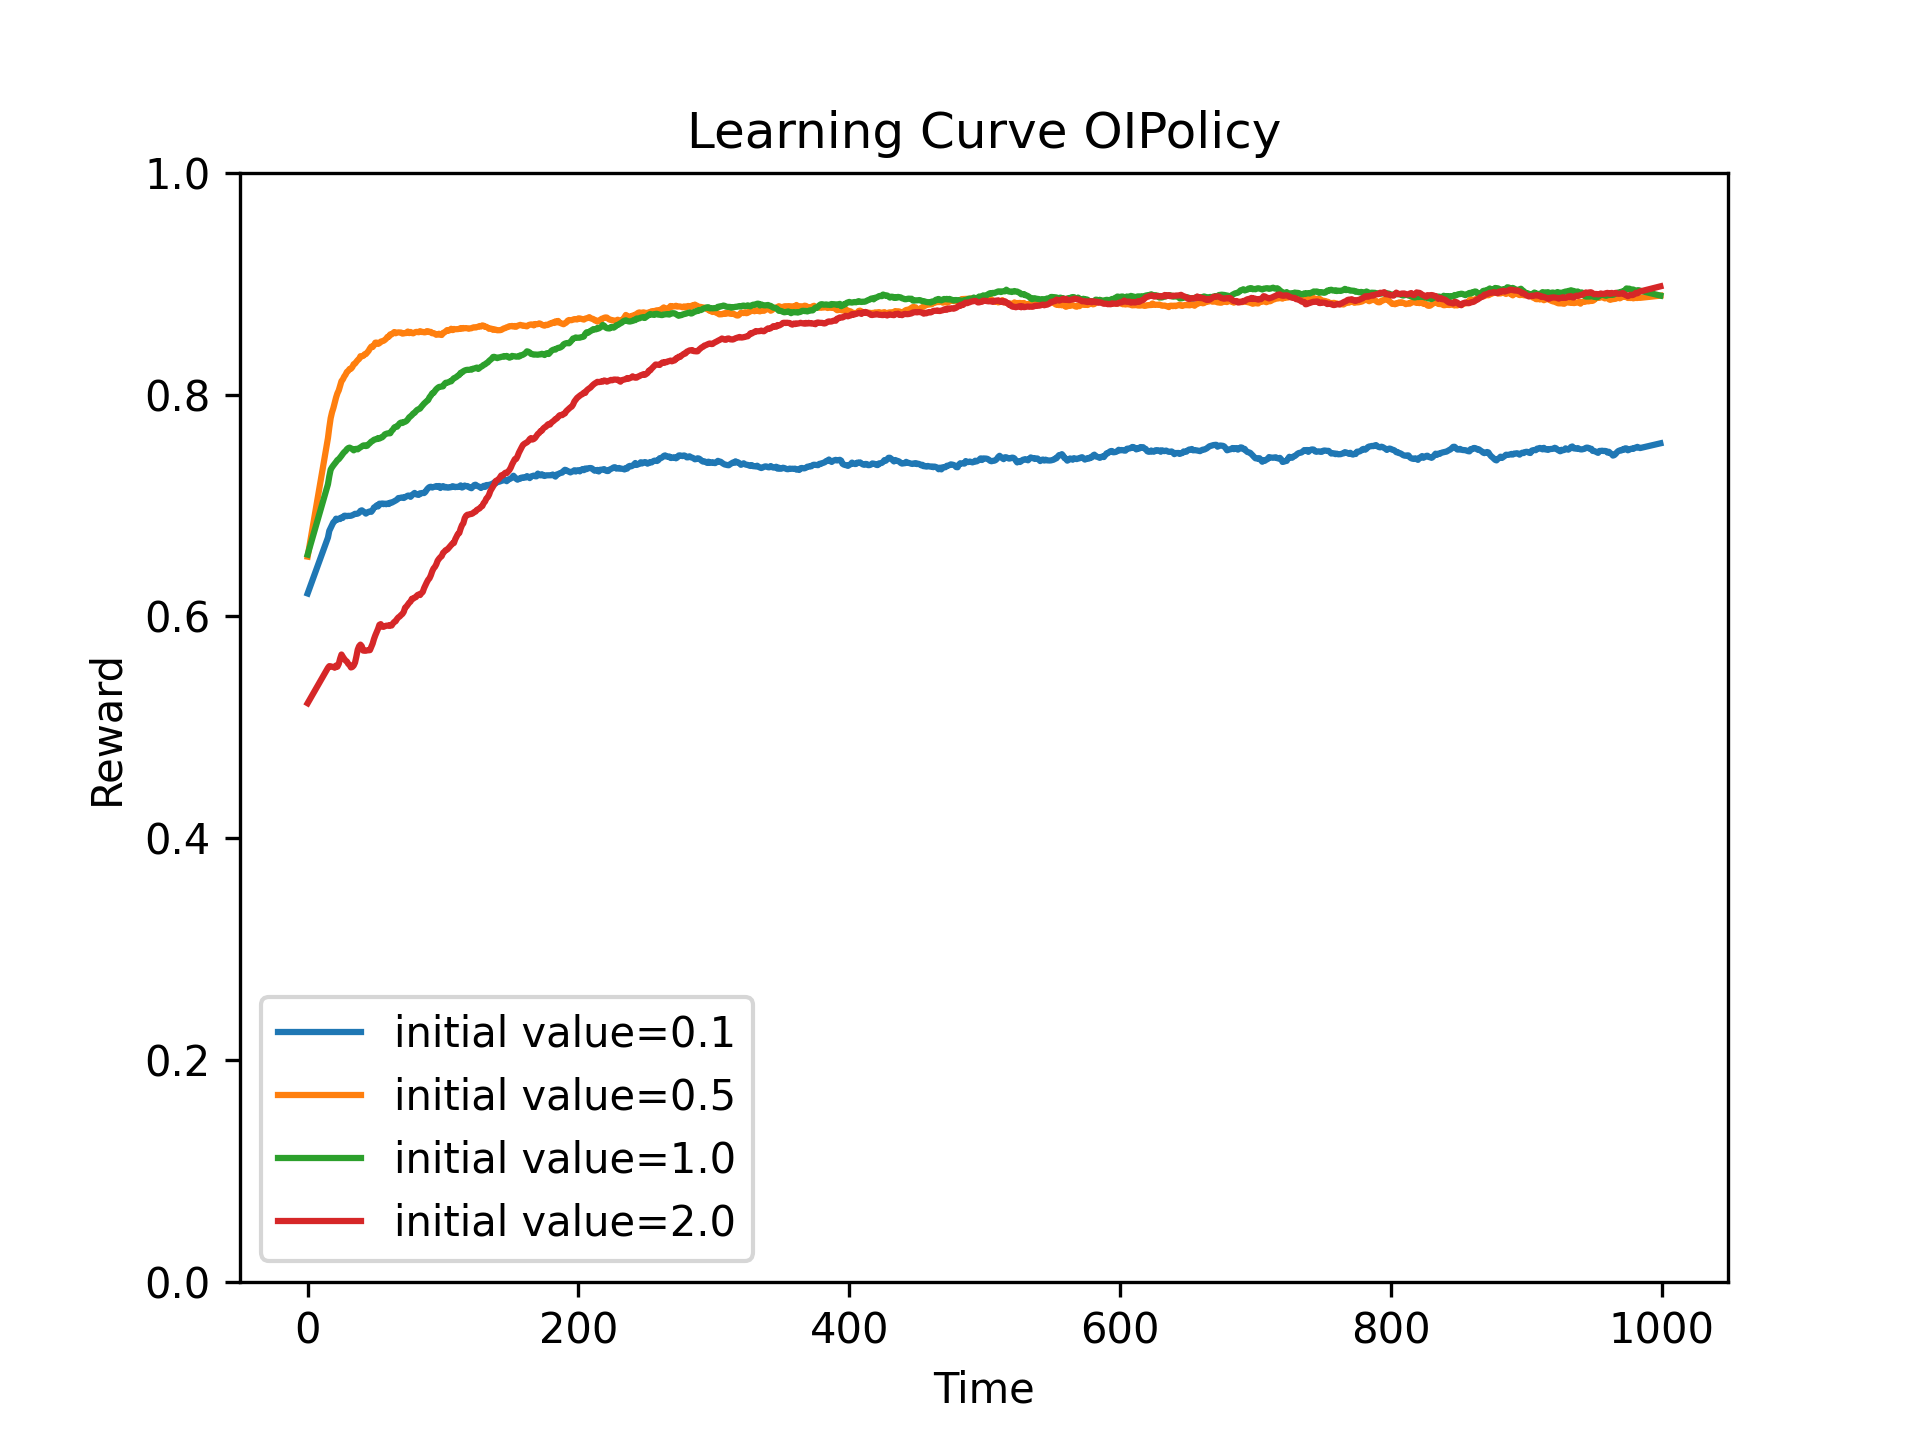 Learning Curve OIPolicy
1.0
0.8
0.6
0.4
0.2
0.0
Reward
initial value=0.1
initial value=0.5
initial value=1.0
initial value=2.0
0 200 400 600 800 1000
Time